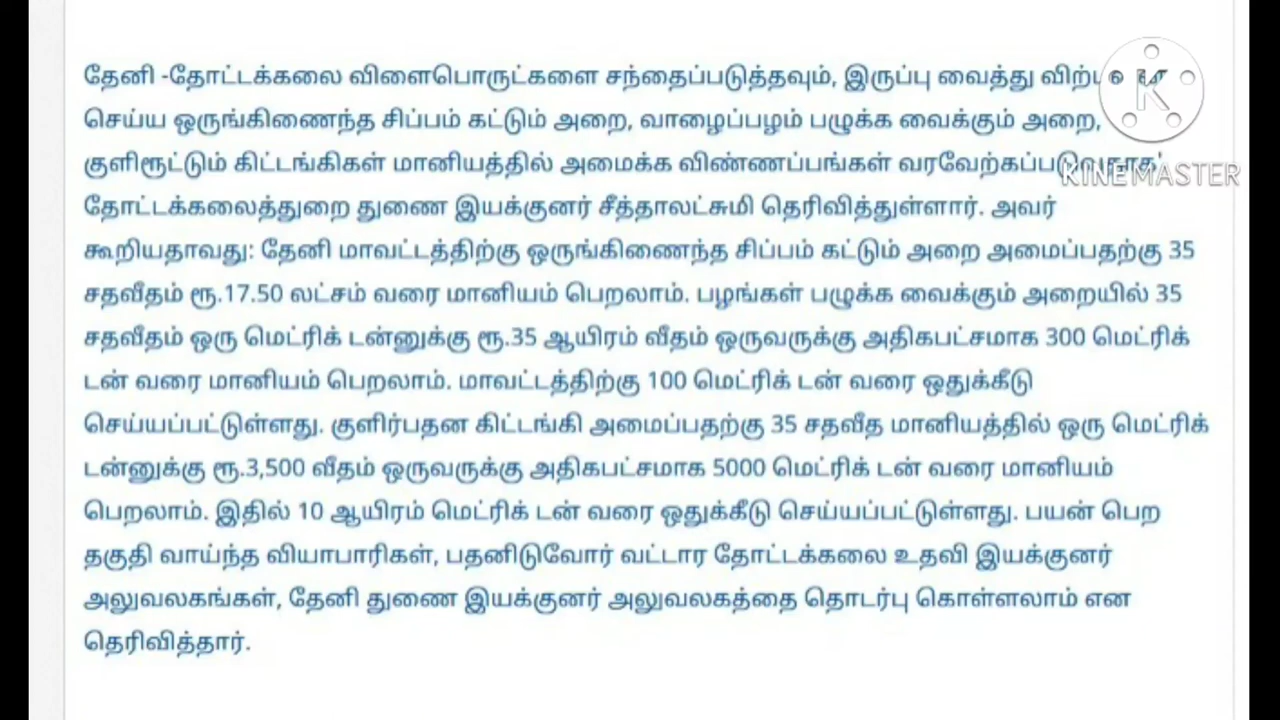 தேனி -தோட்டக்கலை விளைபொருட்களை சந்தைப்படுத்தவும், இருப்பு வைத்து
செய்ய ஒருங்கிணைந்த சிப்பம் கட்டும் அறை, வாழைப்பழம் பழுக்க வைக்கும் அறை,
குளிரூட்டும் கிட்டங்கிகள் மானியத்தில் அமைக்க விண்ணப்பங்கள்
KINEMASTER
தோட்டக்கலைத்துறை துணை இயக்குனர் சீத்தாலட்சுமி தெரிவித்துள்ளார். அவர்
கூறியதாவது: தேனி மாவட்டத்திற்கு ஒருங்கிணைந்த சிப்பம் கட்டும் அறை அமைப்பதற்கு 35
சதவீதம் ரூ.17.50 லட்சம் வரை மானியம் பெறலாம். பழங்கள் பழுக்க வைக்கும் அறையில் 35
சதவீதம் ஒரு மெட்ரிக் டன்னுக்கு ரூ.35 ஆயிரம் வீதம் ஒருவருக்கு அதிகபட்சமாக 300 மெட்ரிக்
டன் வரை மானியம் பெறலாம். மாவட்டத்திற்கு 100 மெட்ரிக் டன் வரை ஒதுக்கீடு
செய்யப்பட்டுள்ளது. குளிர்பதன கிட்டங்கி அமைப்பதற்கு 35 சதவீத மானியத்தில் ஒரு மெட்ரிக்
டன்னுக்கு ரூ.3,500 வீதம் ஒருவருக்கு அதிகபட்சமாக 5000 மெட்ரிக் டன் வரை மானியம்
பெறலாம். இதில் 10 ஆயிரம் மெட்ரிக் டன் வரை ஒதுக்கீடு செய்யப்பட்டுள்ளது. பயன் பெற
தகுதி வாய்ந்த வியாபாரிகள், பதனிடுவோர் வட்டார தோட்டக்கலை உதவி இயக்குனர்
அலுவலகங்கள், தேனி துணை இயக்குனர் அலுவலகத்தை தொடர்பு கொள்ளலாம் என
தெரிவித்தார்.